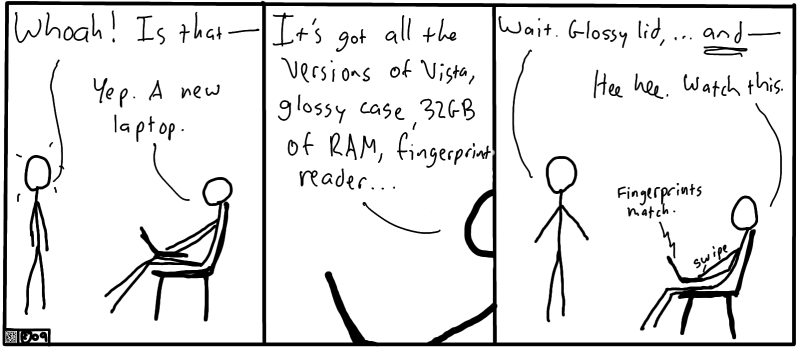 Whoah! Is that—
Yep. A new
laptop.
It's got all the
Versions of Vista,
glossy case, 32GB
of RAM, fingerprint
reader...
Wait. Glossy lid, ... and—
Hee hee. Watch this.
Fingerprints
match.
swipe